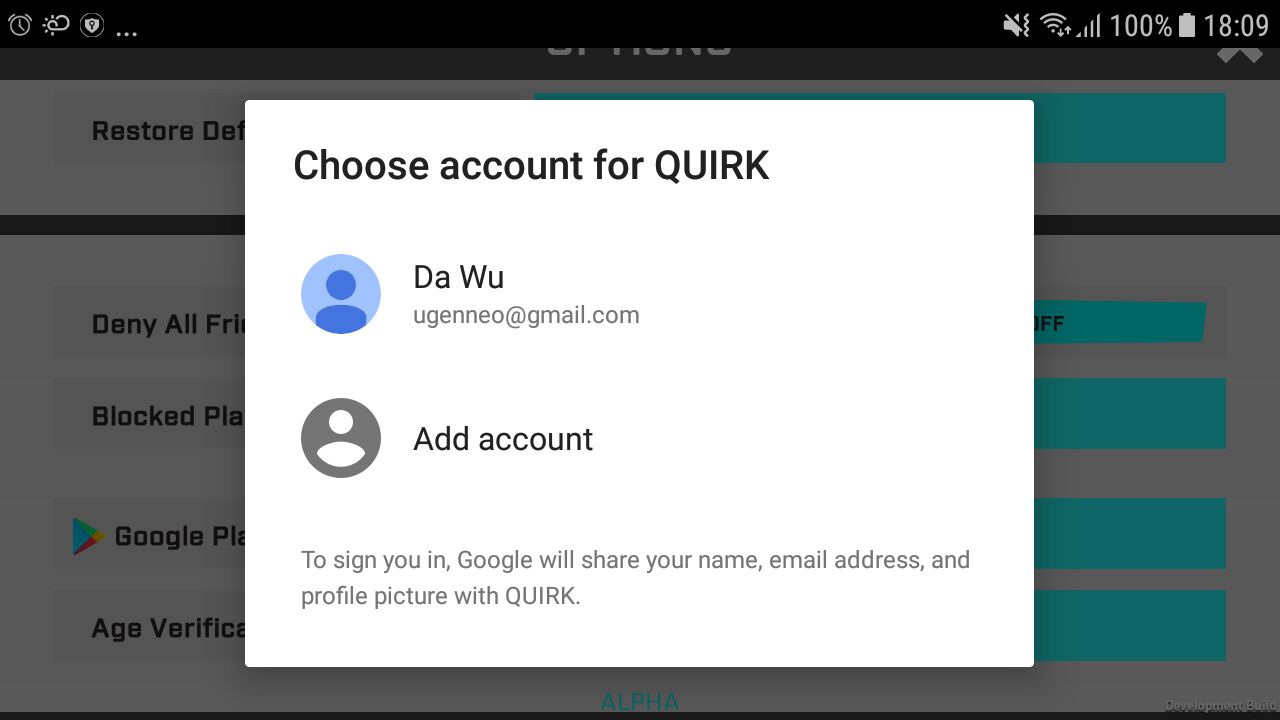 ... 100% 18:09
OPTIONS
Restore Def
Choose account for QUIRK
Da Wu
ugenneo@gmail.com
Deny All Frie
OFF
Blocked Pla
Add account
Google Pla
To sign you in, Google will share your name, email address, and
profile picture with QUIRK.
Age Verifica
ALPHA
Development Build